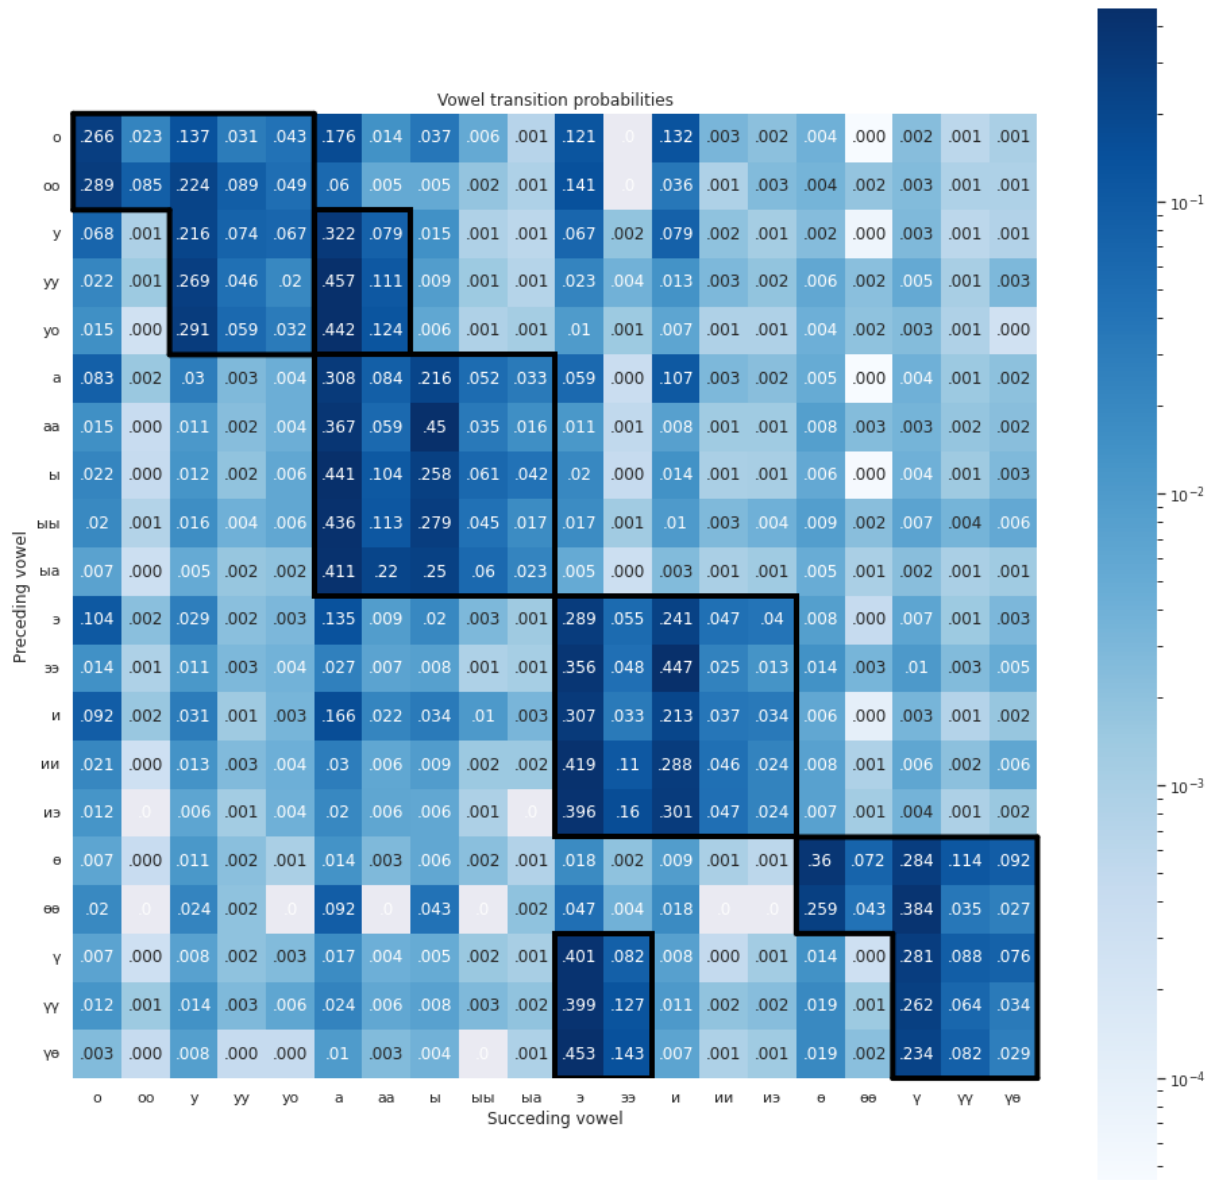 Vowel transition probabilities
о .266 .023 .137 .031 .043 .176 .014 .037 .006 .001 .121 .0 .132 .003 .002 .004 .000 .002 .001 .001
оо .289 .085 .224 .089 .049 .06 .005 .005 .002 .001 .141 .0 .036 .001 .003 .004 .002 .003 .001 .001
у .068 .001 .216 .074 .067 .322 .079 .015 .001 .001 .067 .002 .079 .002 .001 .002 .000 .003 .001 .001
уу .022 .001 .269 .046 .02 .457 .111 .009 .001 .001 .023 .004 .013 .003 .002 .006 .002 .005 .001 .003
уо .015 .000 .291 .059 .032 .442 .124 .006 .001 .001 .01 .001 .007 .001 .001 .004 .002 .003 .001 .000
а .083 .002 .03 .003 .004 .308 .084 .216 .052 .033 .059 .000 .107 .003 .002 .005 .000 .004 .001 .002
аа .015 .000 .011 .002 .004 .367 .059 .45 .035 .016 .011 .001 .008 .001 .001 .008 .003 .003 .002 .002
ы .022 .000 .012 .002 .006 .441 .104 .258 .061 .042 .02 .000 .014 .001 .001 .006 .000 .004 .001 .003
ыы .02 .001 .016 .004 .006 .436 .113 .279 .045 .017 .017 .001 .01 .003 .004 .009 .002 .007 .004 .006
ыа .007 .000 .005 .002 .002 .411 .22 .25 .06 .023 .005 .000 .003 .001 .001 .005 .001 .002 .001 .001
э .104 .002 .029 .002 .003 .135 .009 .02 .003 .001 .289 .055 .241 .047 .04 .008 .000 .007 .001 .003
ээ .014 .001 .011 .003 .004 .027 .007 .008 .001 .001 .356 .048 .447 .025 .013 .014 .003 .01 .003 .005
и .092 .002 .031 .001 .003 .166 .022 .034 .01 .003 .307 .033 .213 .037 .034 .006 .000 .003 .001 .002
ии .021 .000 .013 .003 .004 .03 .006 .009 .002 .002 .419 .11 .288 .046 .024 .008 .001 .006 .002 .006
иэ .012 .0 .006 .001 .004 .02 .006 .006 .001 .0 .396 .16 .301 .047 .024 .007 .001 .004 .001 .002
ө .007 .000 .011 .002 .001 .014 .003 .006 .002 .001 .018 .002 .009 .001 .001 .36 .072 .284 .114 .092
өө .02 .0 .024 .002 .0 .092 .0 .043 .0 .002 .047 .004 .018 .0 .0 .259 .043 .384 .035 .027
ү .007 .000 .008 .002 .003 .017 .004 .005 .002 .001 .401 .082 .008 .000 .001 .014 .000 .281 .088 .076
үү .012 .001 .014 .003 .006 .024 .006 .008 .003 .002 .399 .127 .011 .002 .002 .019 .001 .262 .064 .034
үө .003 .000 .008 .000 .000 .01 .003 .004 .0 .001 .453 .143 .007 .001 .001 .019 .002 .234 .082 .029
о оо у уу уо а аа ы ыы ыа э ээ и ии иэ ө өө ү үү үө
Succeding vowel
Preceding vowel
10⁻¹
10⁻²
10⁻³
10⁻⁴